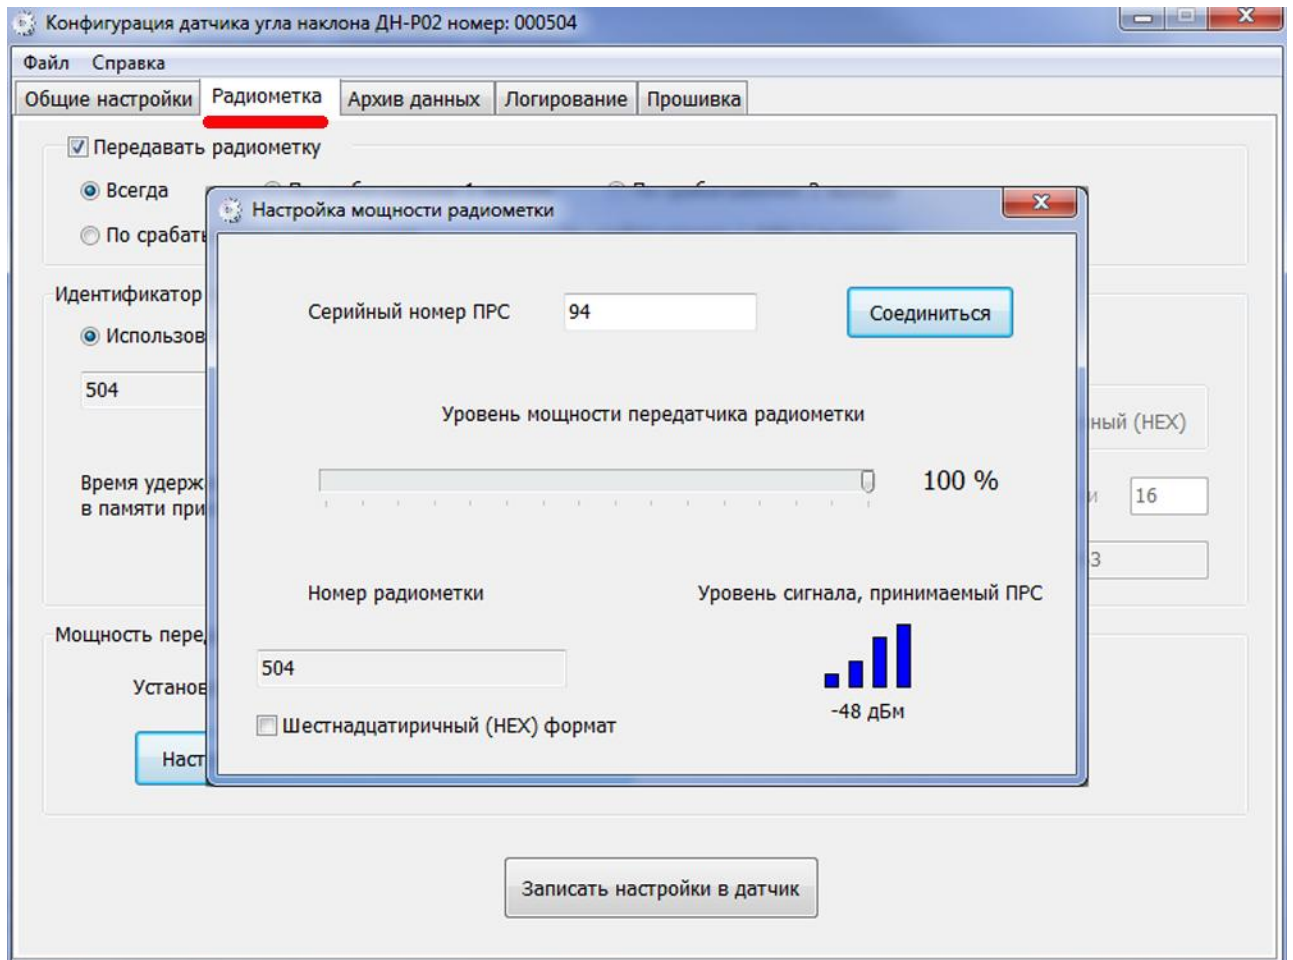 Конфигурация датчика угла наклона ДН-Р02 номер: 000504
Файл Справка
Общие настройки Радиометка Архив данных Логирование Прошивка
Передавать радиометку
Всегда
По срабаты
Настройка мощности радиометки
Серийный номер ПРС 94 Соединиться
Уровень мощности передатчика радиометки
100 %
Номер радиометки Уровень сигнала, принимаемый ПРС
504
-48 дБм
Шестнадцатиричный (HEX) формат
Идентификатор
Использов
504
ный (HEX)
Время удерж
в памяти при
и 16
3
Мощность пере
Установ
Наст
Записать настройки в датчик